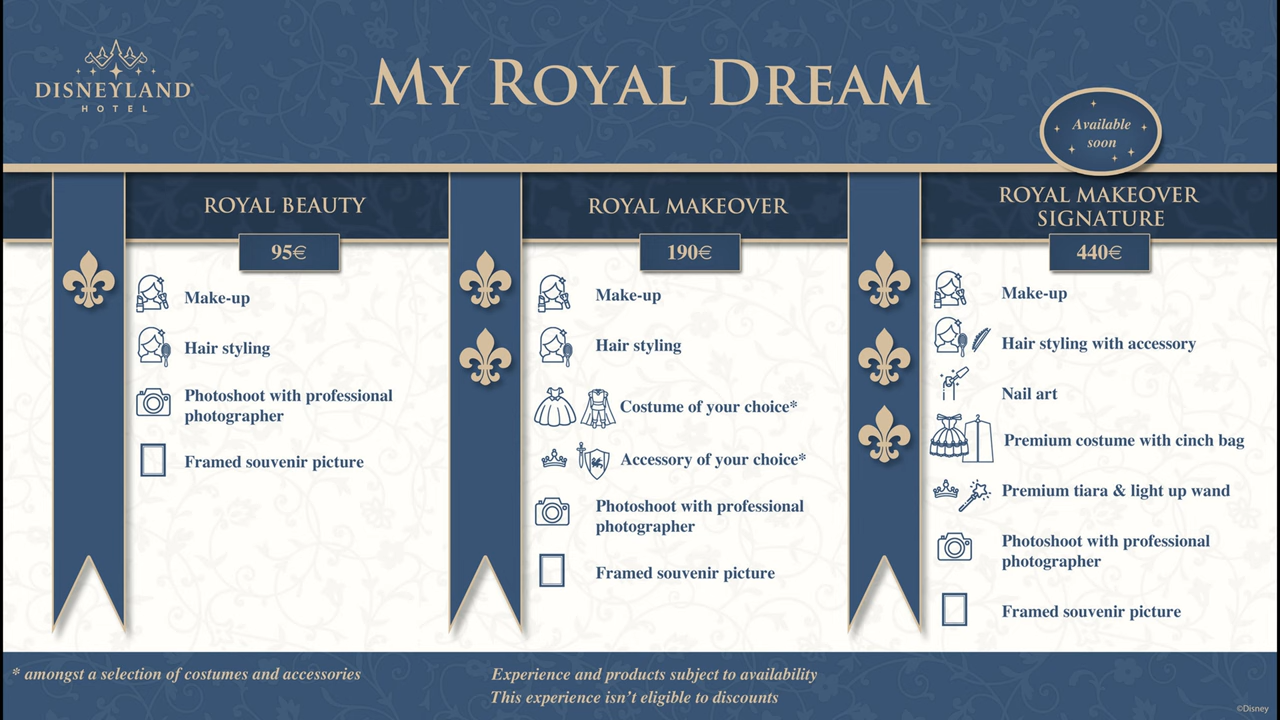 DISNEYLAND®
HOTEL
MY ROYAL DREAM
Available
soon
ROYAL BEAUTY
95€
Make-up
Hair styling
Photoshoot with professional
photographer
Framed souvenir picture
ROYAL MAKEOVER
190€
Make-up
Hair styling
Costume of your choice*
Accessory of your choice*
Photoshoot with professional
photographer
Framed souvenir picture
ROYAL MAKEOVER
SIGNATURE
440€
Make-up
Hair styling with accessory
Nail art
Premium costume with cinch bag
Premium tiara & light up wand
Photoshoot with professional
photographer
Framed souvenir picture
* amongst a selection of costumes and accessories
Experience and products subject to availability
This experience isn't eligible to discounts
©Disney